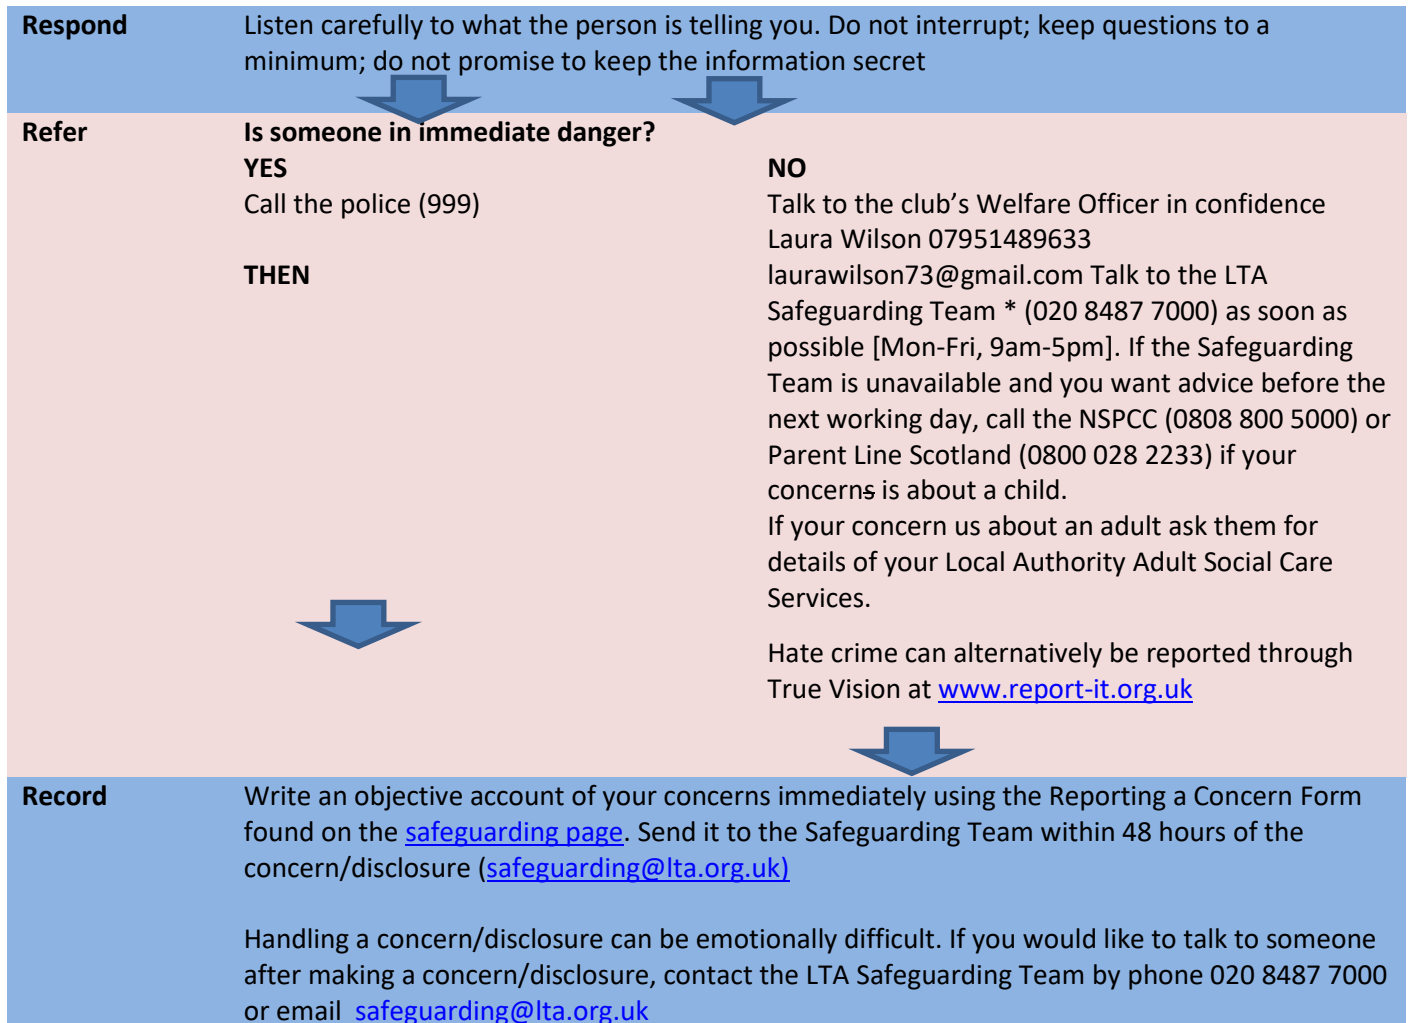 Respond
Listen carefully to what the person is telling you. Do not interrupt; keep questions to a
minimum; do not promise to keep the information secret
Refer
Is someone in immediate danger?
YES
Call the police (999)
THEN
NO
Talk to the club’s Welfare Officer in confidence
Laura Wilson 07951489633
laurawilson73@gmail.com Talk to the LTA
Safeguarding Team * (020 8487 7000) as soon as
possible [Mon-Fri, 9am-5pm]. If the Safeguarding
Team is unavailable and you want advice before the
next working day, call the NSPCC (0808 800 5000) or
Parent Line Scotland (0800 028 2233) if your
concerns is about a child.
If your concern us about an adult ask them for
details of your Local Authority Adult Social Care
Services.
Hate crime can alternatively be reported through
True Vision at www.report-it.org.uk
Record
Write an objective account of your concerns immediately using the Reporting a Concern Form
found on the safeguarding page. Send it to the Safeguarding Team within 48 hours of the
concern/disclosure (safeguarding@lta.org.uk)
Handling a concern/disclosure can be emotionally difficult. If you would like to talk to someone
after making a concern/disclosure, contact the LTA Safeguarding Team by phone 020 8487 7000
or email safeguarding@lta.org.uk